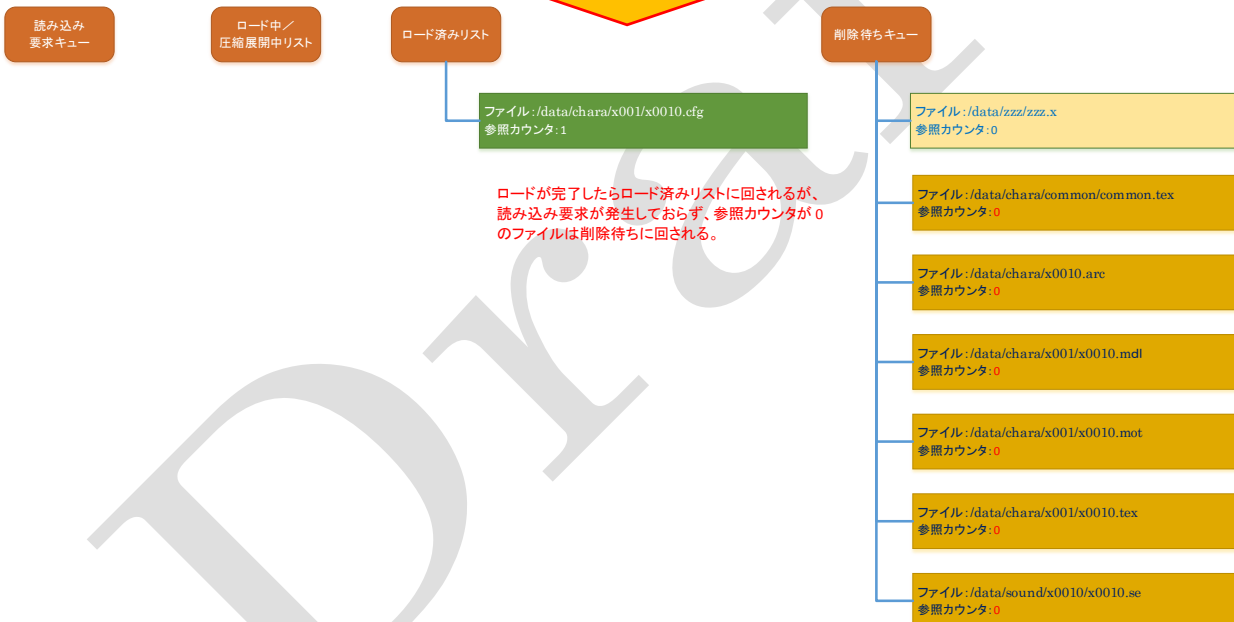 読み込み
要求キュー
ロード中／
圧縮展開中リスト
ロード済みリスト
削除待ちキュー
ファイル:/data/chara/x001/x0010.cfg
参照カウンタ:1
ロードが完了したらロード済みリストに回されるが、
読み込み要求が発生しておらず、参照カウンタが 0
のファイルは削除待ちに回される。
ファイル:/data/zzz/zzz.x
参照カウンタ:0
ファイル:/data/chara/common/common.tex
参照カウンタ:0
ファイル:/data/chara/x0010.arc
参照カウンタ:0
ファイル:/data/chara/x001/x0010.mdl
参照カウンタ:0
ファイル:/data/chara/x001/x0010.mot
参照カウンタ:0
ファイル:/data/chara/x001/x0010.tex
参照カウンタ:0
ファイル:/data/sound/x0010/x0010.se
参照カウンタ:0
Dra